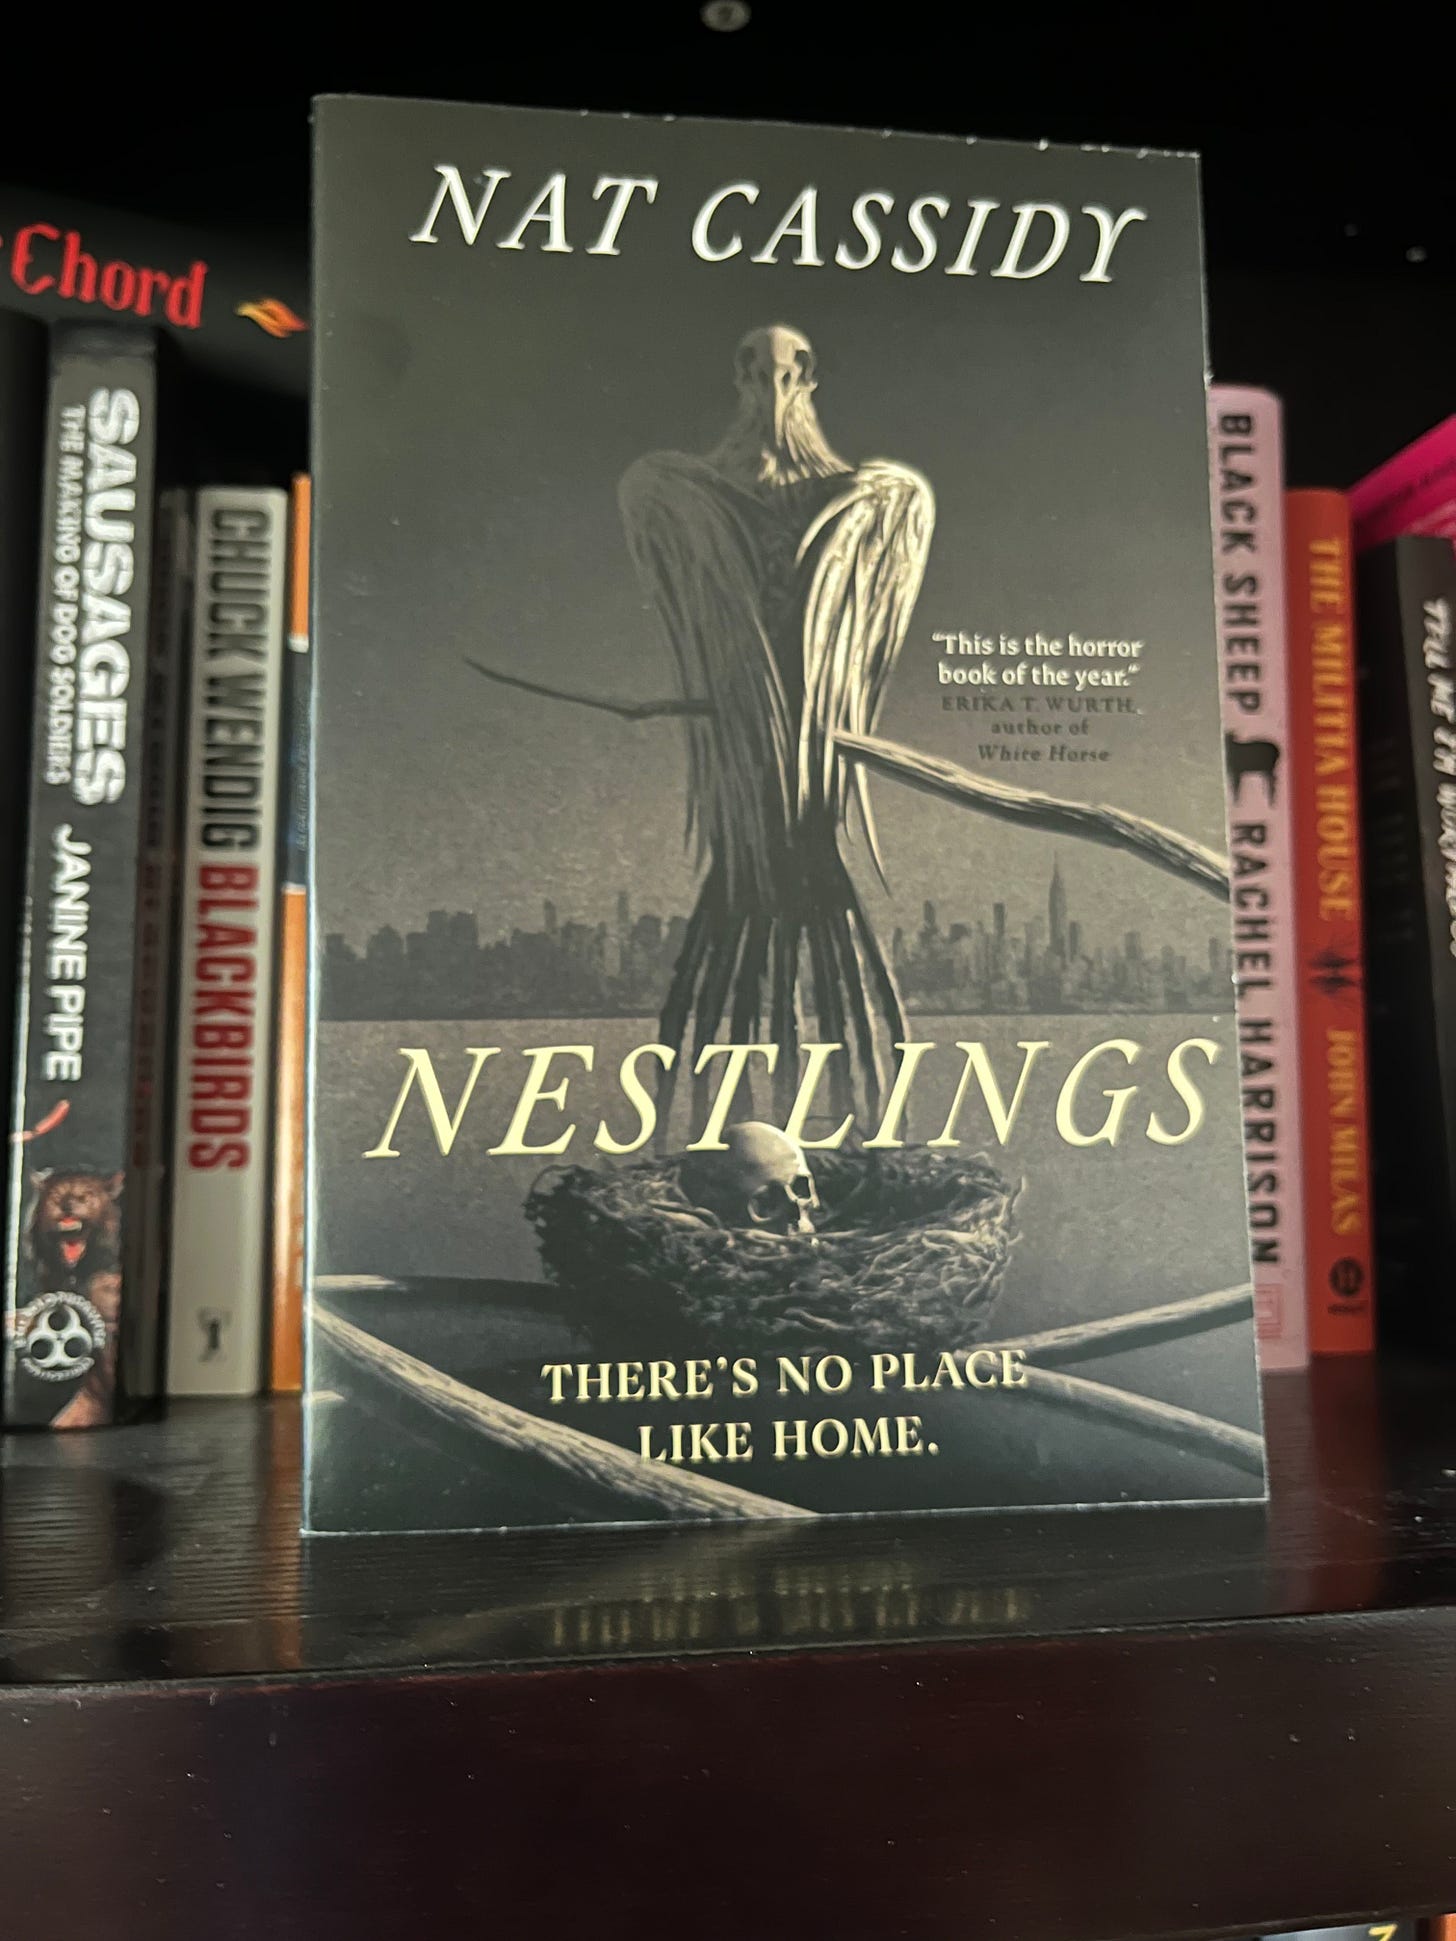 NAT CASSIDY
"This is the horror
book of the year."
ERIKA T. WURTH,
author of
White Horse
NESTLINGS
THERE'S NO PLACE
LIKE HOME.
Chord
SAUSAGES
THE MAKING OF DOG SOLDIERS
JANINE PIPE
CHUCK WENDIG BLACKBIRDS
BLACK SHEEP RACHEL HARRISON
THE MILITIA HOUSE JOHN MILAS
TELL ME I'M